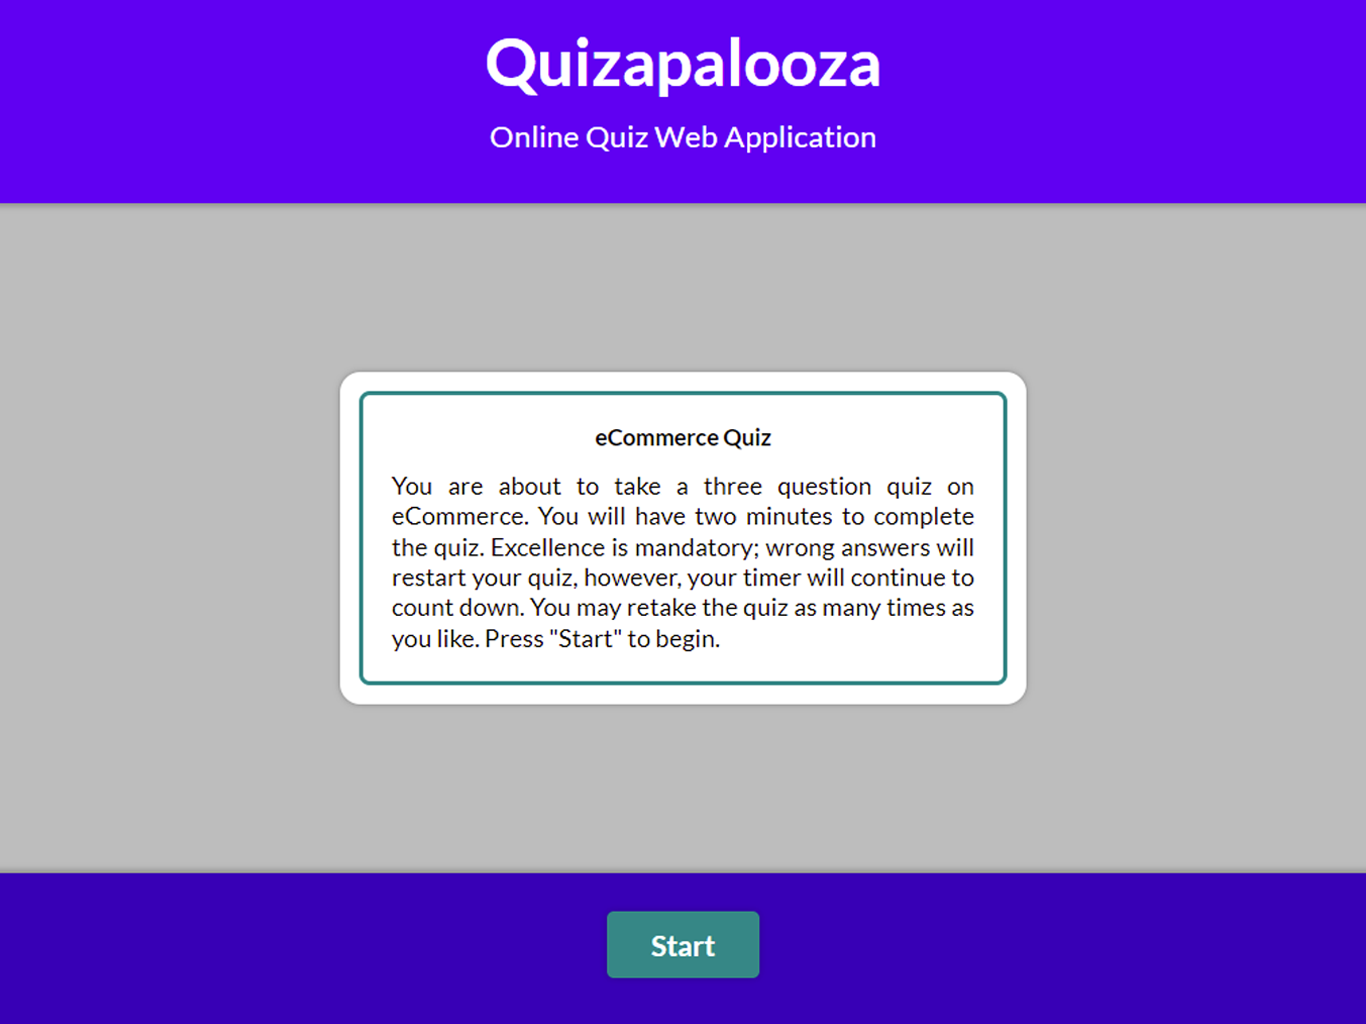 Quizapalooza
Online Quiz Web Application
eCommerce Quiz
You are about to take a three question quiz on
eCommerce. You will have two minutes to complete
the quiz. Excellence is mandatory; wrong answers will
restart your quiz, however, your timer will continue to
count down. You may retake the quiz as many times as
you like. Press "Start" to begin.
Start